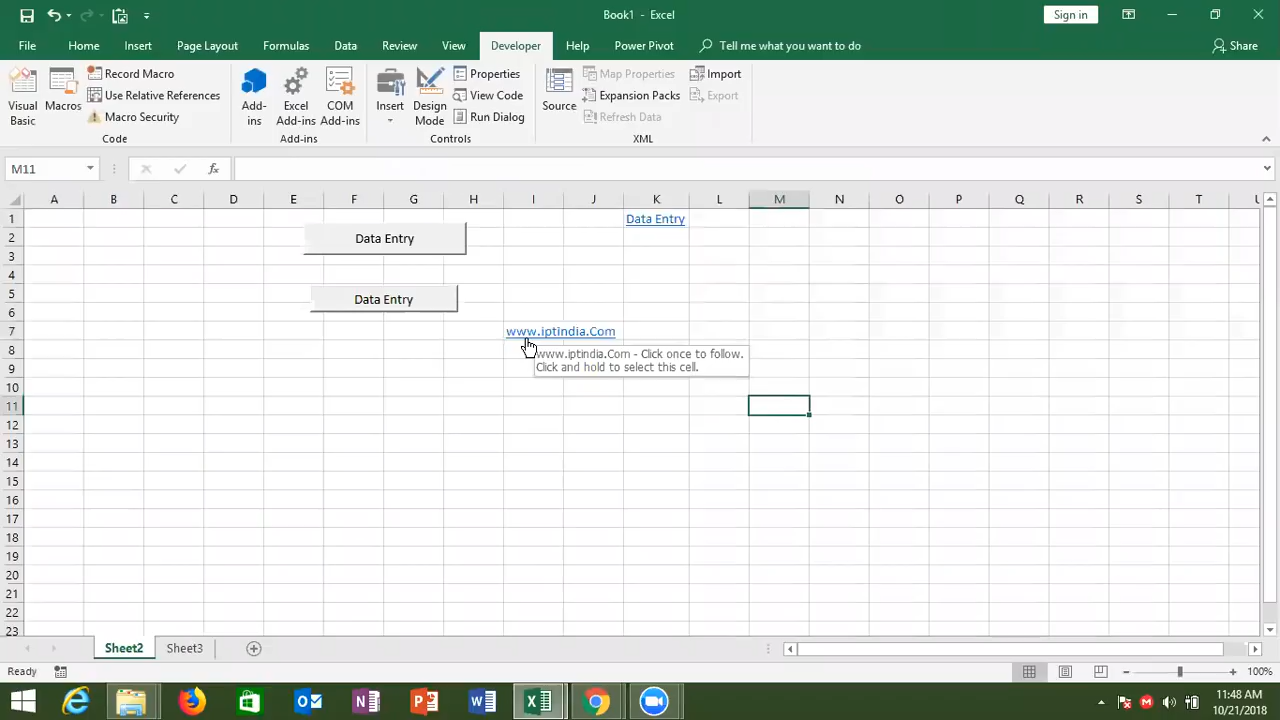 Book1 - Excel
Sign in
File Home Insert Page Layout Formulas Data Review View Developer Help Power Pivot Tell me what you want to do Share
Visual Basic
Macros
Record Macro
Use Relative References
Macro Security
Code
Add-ins
Excel Add-ins
COM Add-ins
Add-ins
Insert
Design Mode
Properties
View Code
Run Dialog
Controls
Source
Map Properties
Expansion Packs
Refresh Data
Import
Export
XML
M11
fx
A B C D E F G H I J K L M N O P Q R S T U
1
2
3
4
5
6
7
8
9
10
11
12
13
14
15
16
17
18
19
20
21
22
23
Data Entry
Data Entry
Data Entry
www.iptindia.Com
www.iptindia.Com - Click once to follow.
Click and hold to select this cell.
Sheet2 Sheet3
Ready
100%
11:48 AM
10/21/2018